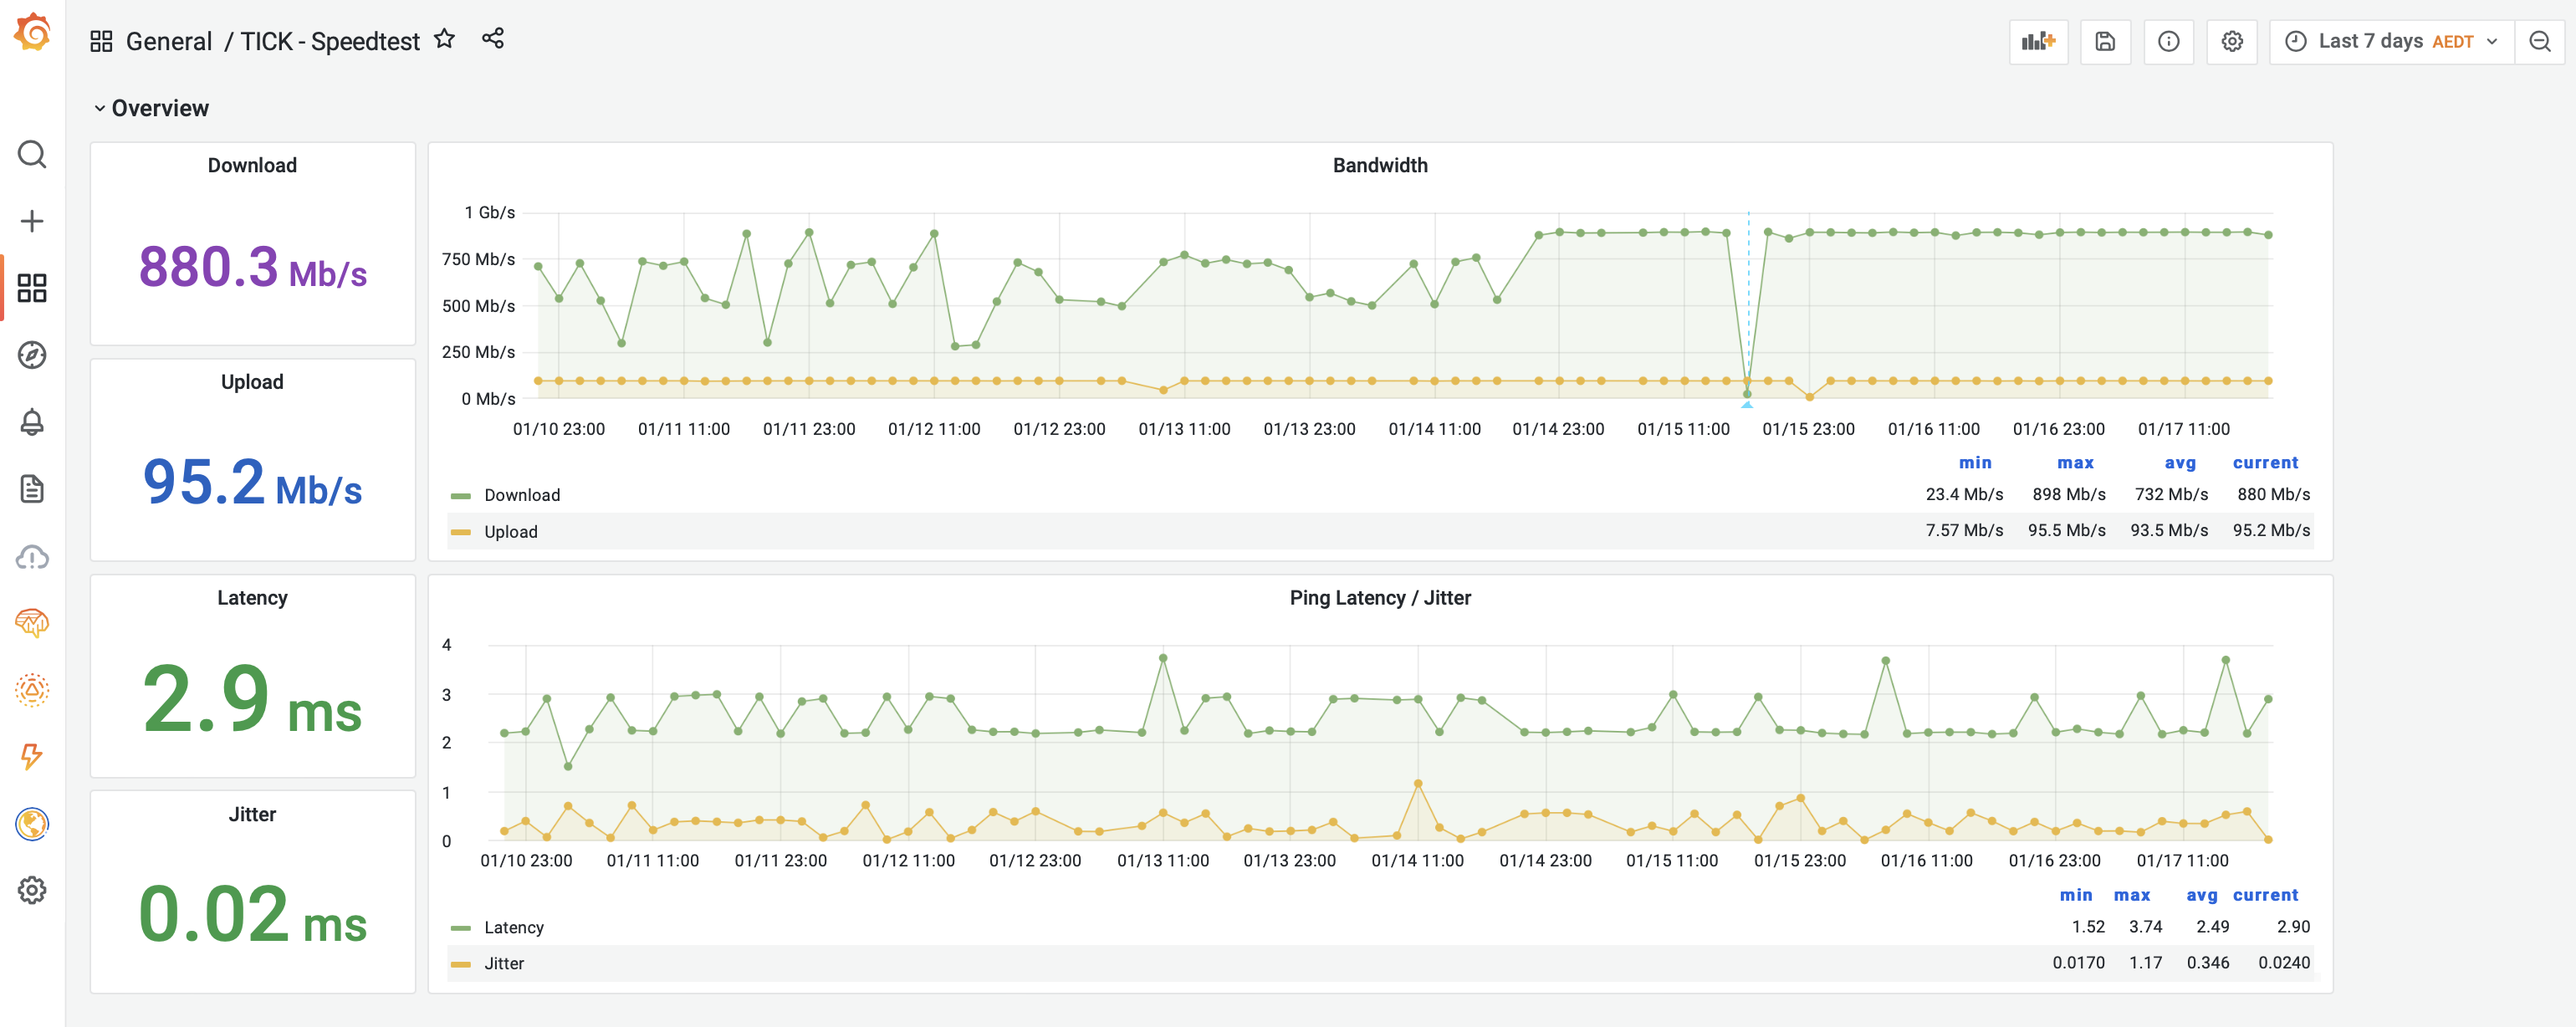 General / TICK - Speedtest
Last 7 days AEDT
Overview
Download
880.3 Mb/s
Upload
95.2 Mb/s
Latency
2.9 ms
Jitter
0.02 ms
Bandwidth
1 Gb/s
750 Mb/s
500 Mb/s
250 Mb/s
0 Mb/s
01/10 23:00 01/11 11:00 01/11 23:00 01/12 11:00 01/12 23:00 01/13 11:00 01/13 23:00 01/14 11:00 01/14 23:00 01/15 11:00 01/15 23:00 01/16 11:00 01/16 23:00 01/17 11:00
min max avg current
Download 23.4 Mb/s 898 Mb/s 732 Mb/s 880 Mb/s
Upload 7.57 Mb/s 95.5 Mb/s 93.5 Mb/s 95.2 Mb/s
Ping Latency / Jitter
4
3
2
1
0
01/10 23:00 01/11 11:00 01/11 23:00 01/12 11:00 01/12 23:00 01/13 11:00 01/13 23:00 01/14 11:00 01/14 23:00 01/15 11:00 01/15 23:00 01/16 11:00 01/16 23:00 01/17 11:00
min max avg current
Latency 1.52 3.74 2.49 2.90
Jitter 0.0170 1.17 0.346 0.0240